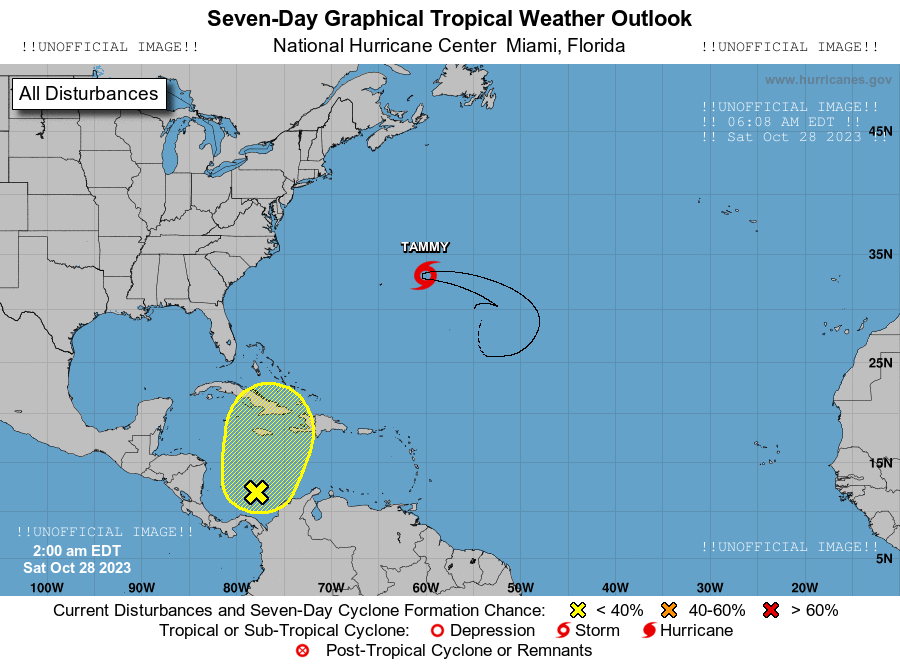 Seven-Day Graphical Tropical Weather Outlook
!!UNOFFICIAL IMAGE!! National Hurricane Center Miami, Florida !!UNOFFICIAL IMAGE!!
All Disturbances
www.hurricanes.gov
!!UNOFFICIAL IMAGE!!
!! 06:08 AM EDT !!
!! Sat Oct 28 2023 !!
45N
TAMMY
35N
25N
15N
!!UNOFFICIAL IMAGE!!
2:00 am EDT
Sat Oct 28 2023
!!UNOFFICIAL IMAGE!!
5N
100W 90W 80W 70W 60W 50W 40W 30W 20W
Current Disturbances and Seven-Day Cyclone Formation Chance: < 40% 40-60% > 60%
Tropical or Sub-Tropical Cyclone: Depression Storm Hurricane
Post-Tropical Cyclone or Remnants